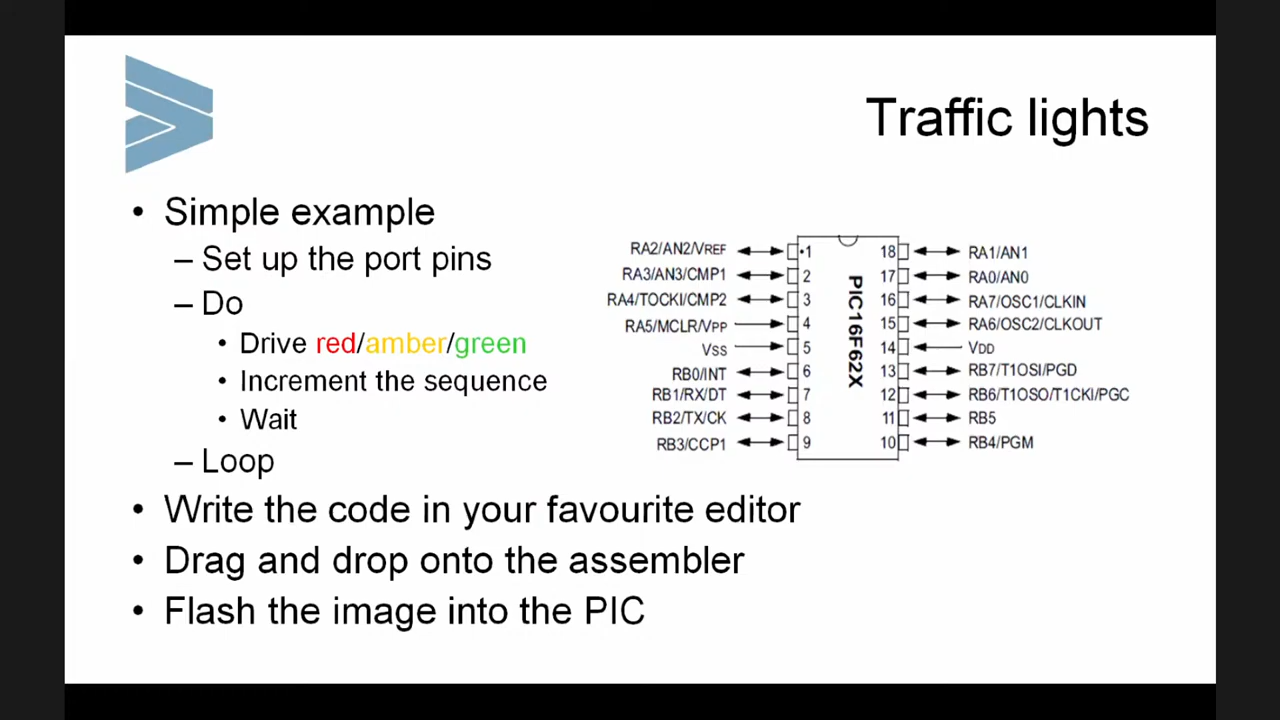 Traffic lights
• Simple example
– Set up the port pins
– Do
• Drive red/amber/green
• Increment the sequence
• Wait
– Loop
• Write the code in your favourite editor
• Drag and drop onto the assembler
• Flash the image into the PIC
RA2/AN2/VREF 1 18 RA1/AN1
RA3/AN3/CMP1 2 17 RA0/AN0
RA4/TOCKI/CMP2 3 16 RA7/OSC1/CLKIN
RA5/MCLR/VPP 4 15 RA6/OSC2/CLKOUT
VSS 5 14 VDD
RB0/INT 6 13 RB7/T1OSI/PGD
RB1/RX/DT 7 12 RB6/T1OSO/T1CKI/PGC
RB2/TX/CK 8 11 RB5
RB3/CCP1 9 10 RB4/PGM
PIC16F62X